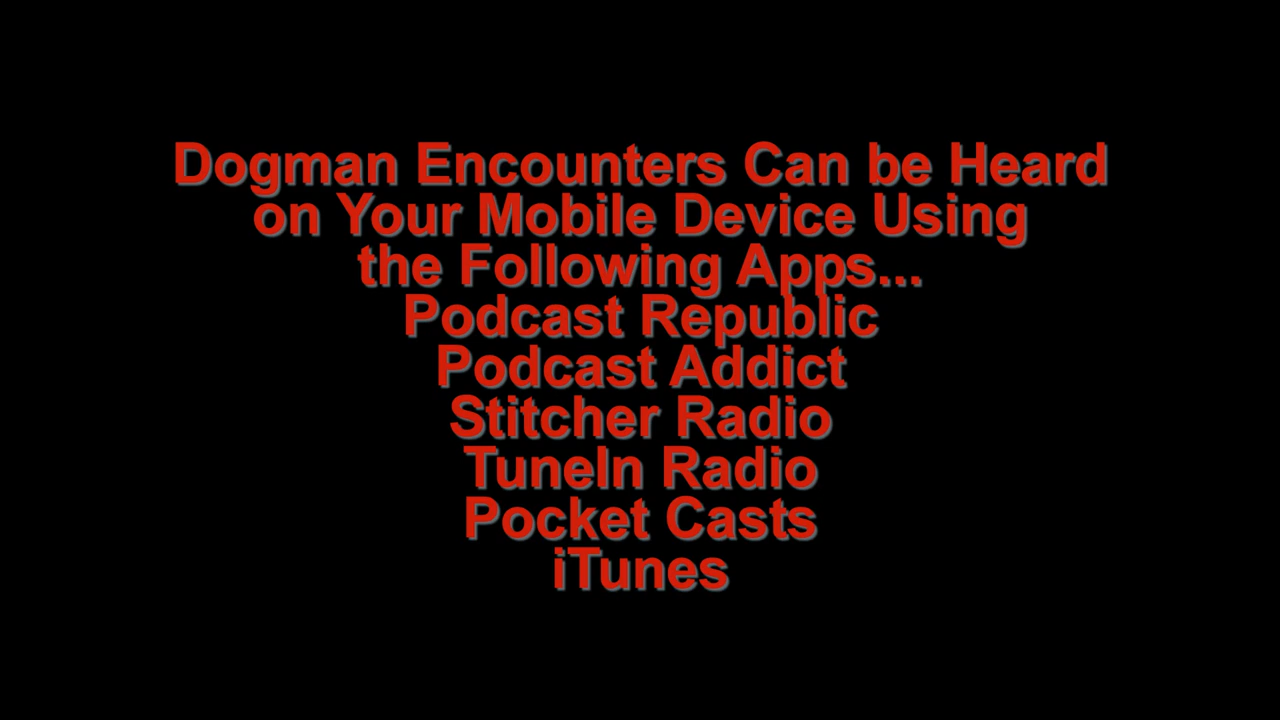 Dogman Encounters Can be Heard
on Your Mobile Device Using
the Following Apps...
Podcast Republic
Podcast Addict
Stitcher Radio
TuneIn Radio
Pocket Casts
iTunes